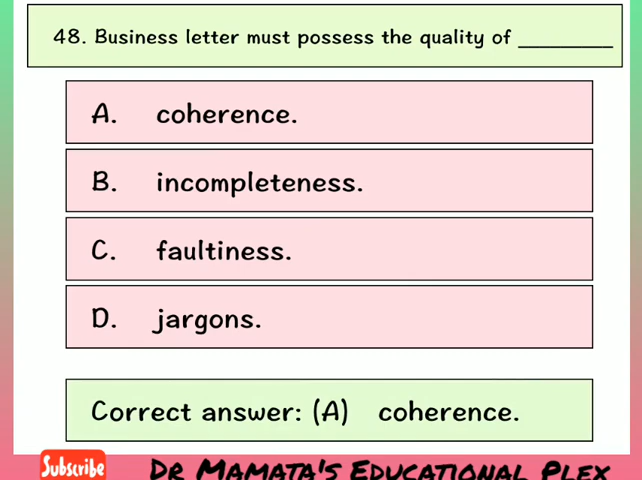 48. Business letter must possess the quality of ________
A. coherence.
B. incompleteness.
C. faultiness.
D. jargons.
Correct answer: (A) coherence.
Subscribe DR MAMATA'S EDUCATIONAL PLEX